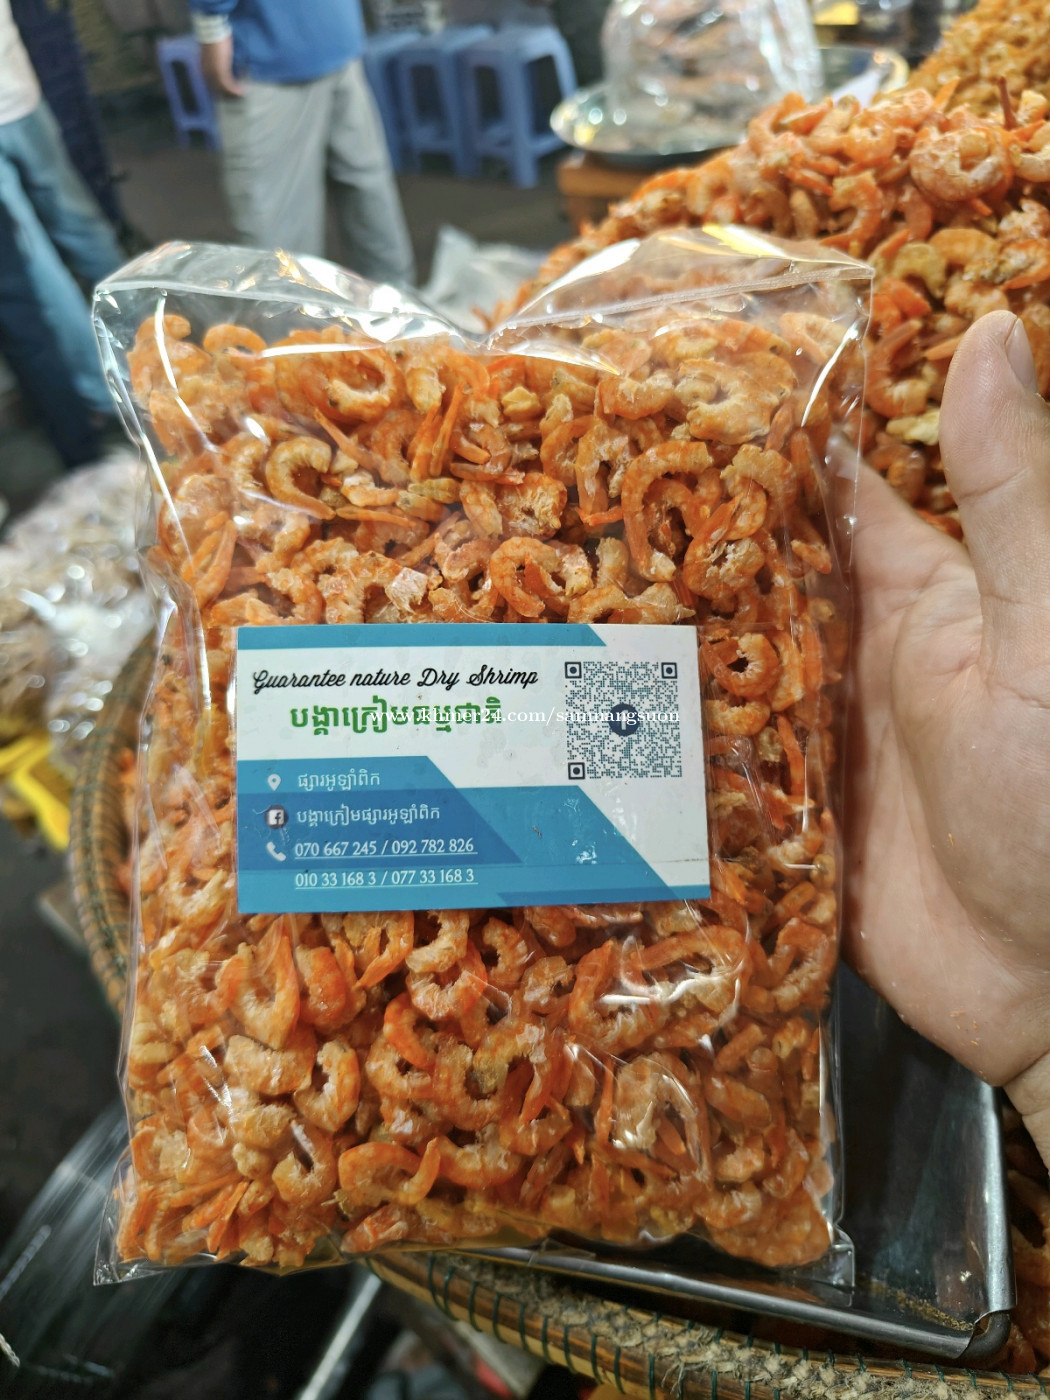 Guarantee nature Dry Shrimp
បង្គាក្រៀមធម្មជាតិ
www.khmer24.com/samnangsuon
ផ្សារអូឡាំពិក
បង្គាក្រៀមផ្សារអូឡាំពិក
070 667 245 / 092 782 826
010 33 168 3 / 077 33 168 3